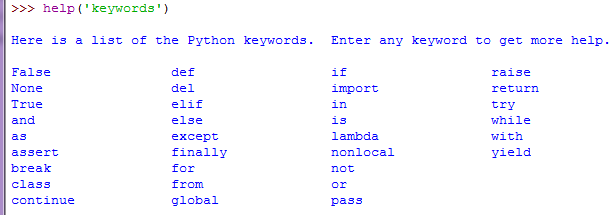 >>> help('keywords')
Here is a list of the Python keywords.  Enter any keyword to get more help.
False               def                 if                  raise
None                del                 import              return
True                elif                in                  try
and                 else                is                  while
as                  except              lambda              with
assert              finally             nonlocal            yield
break               for                 not
class               from                or
continue            global              pass